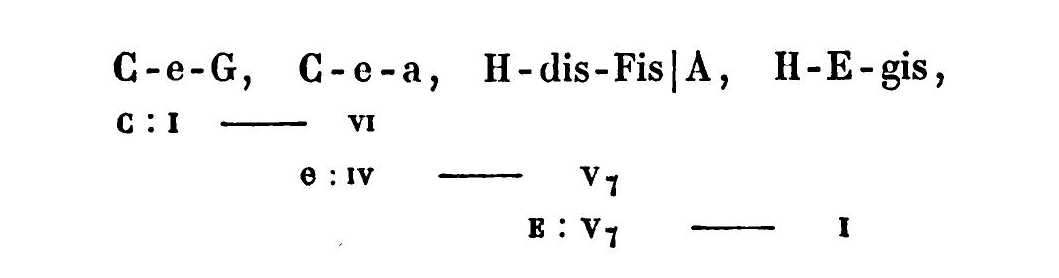 C-e-G, C-e-a, H-dis-Fis|A, H-E-gis,
C : I —— VI
e : IV —— V7
E : V7 —— I